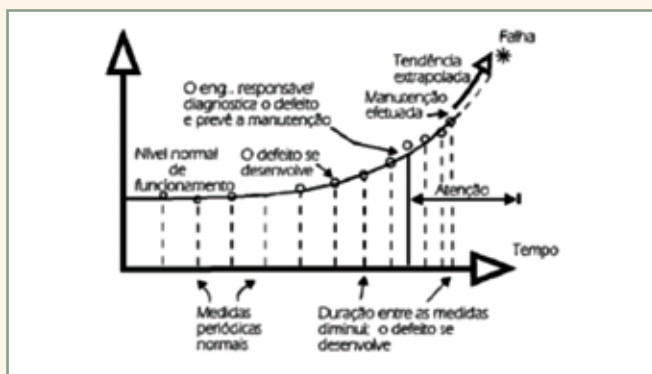 Falha
Tendência
extrapolada
Manutenção
efetuada
O eng., responsável
diagnostica o defeito
e prevê a manutenção
Nível normal
de
funcionamento
O defeito se
desenvolve
Atenção
Tempo
Medidas
periódicas
normais
Duração entre as medidas
diminui; o defeito se
desenvolve